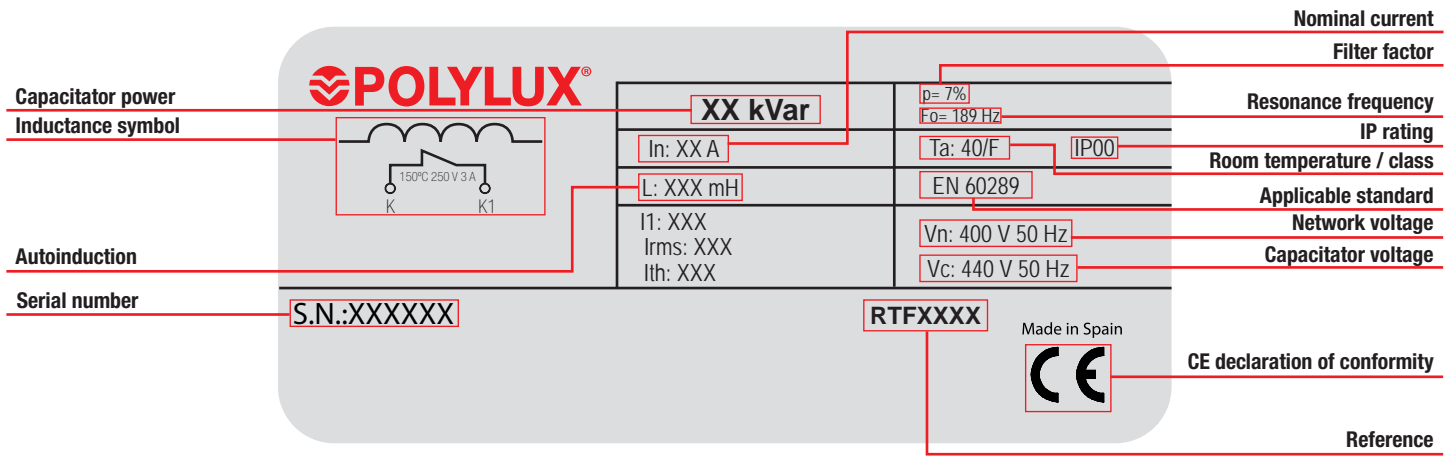 Nominal current
Filter factor
Capacitator power
Inductance symbol
Resonance frequency
IP rating
Room temperature / class
Applicable standard
Network voltage
Capacitator voltage
Autoinduction
Serial number
CE declaration of conformity
Reference
POLYLUX®
150ºC 250 V 3 A
K K1
XX kVar
p= 7%
Fo= 189 Hz
In: XX A
Ta: 40/F IP00
L: XXX mH
EN 60289
I1: XXX
Irms: XXX
Ith: XXX
Vn: 400 V 50 Hz
Vc: 440 V 50 Hz
S.N.:XXXXXX
RTFXXXX
Made in Spain
CE